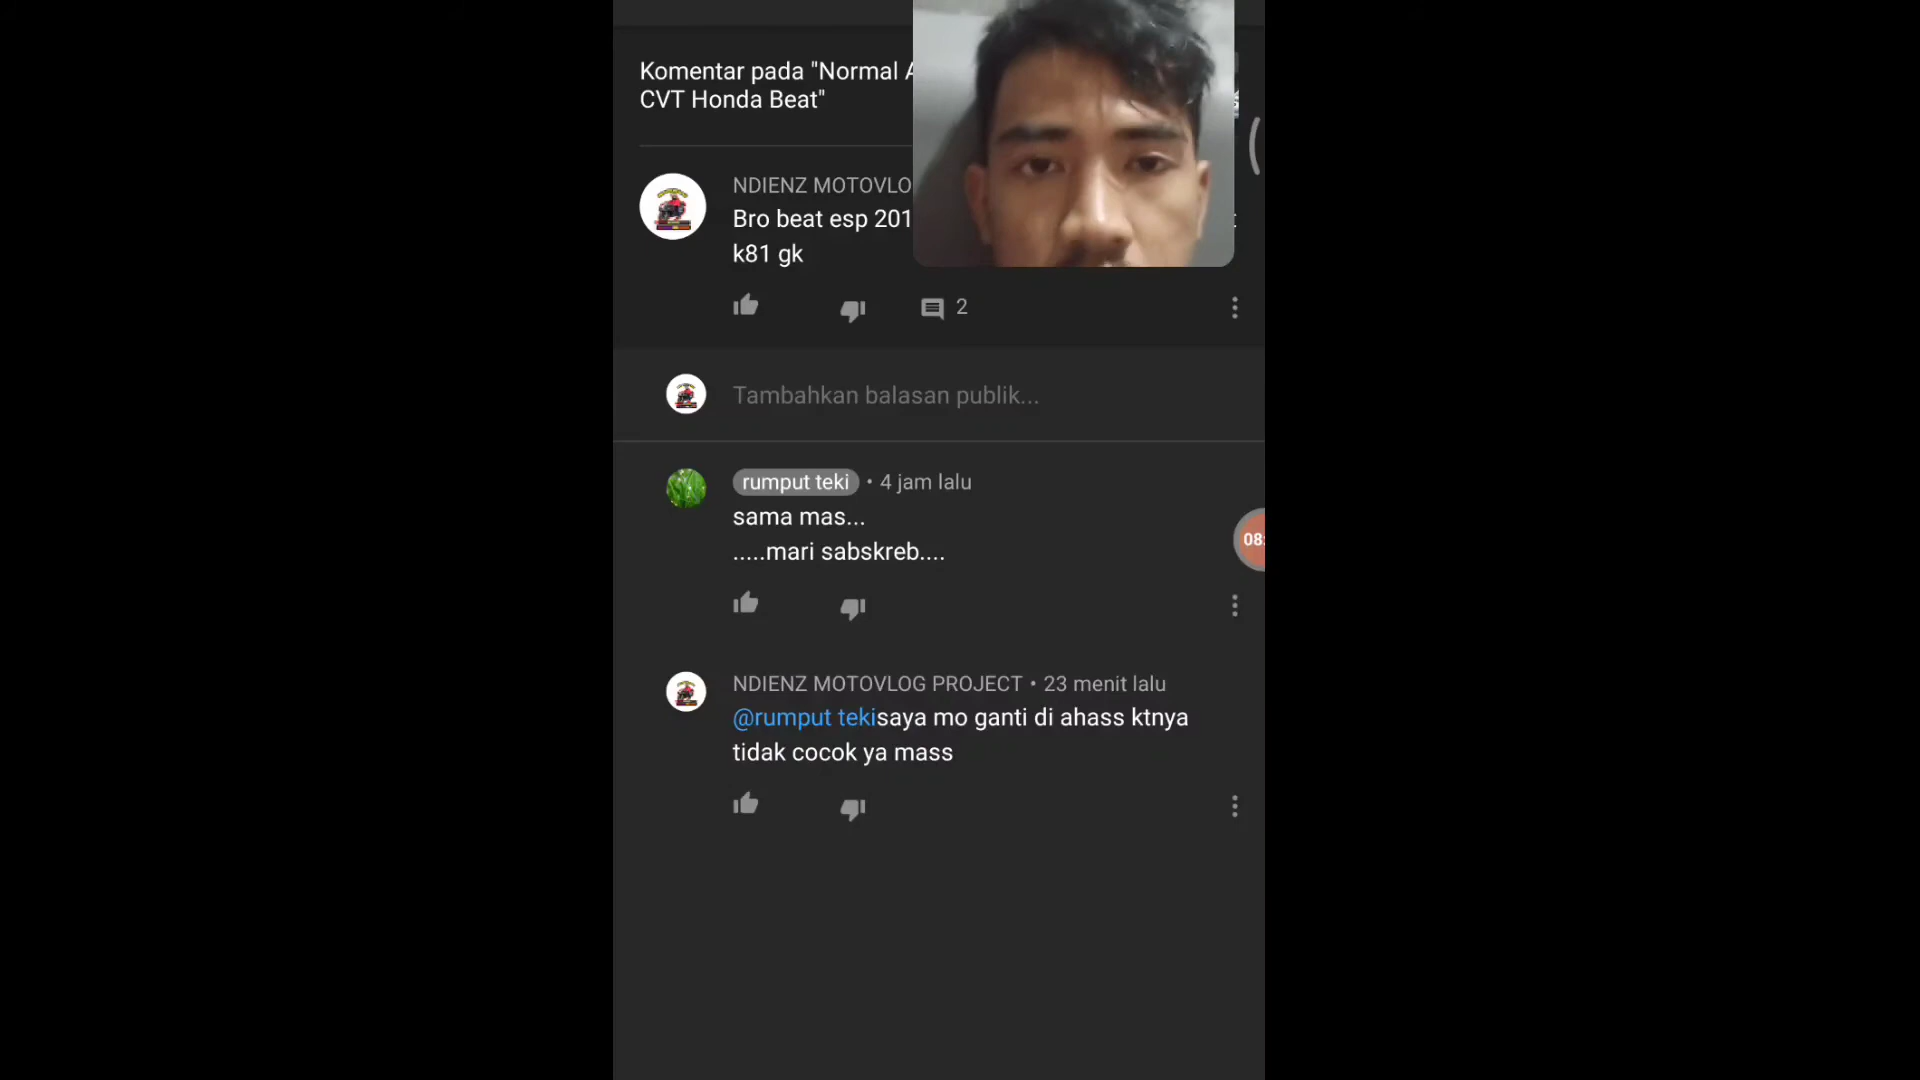 Komentar pada "Normal
CVT Honda Beat"
NDIENZ MOTOVLO
Bro beat esp 201
k81 gk
2
Tambahkan balasan publik...
rumput teki • 4 jam lalu
sama mas...
.....mari sabskreb....
08:
NDIENZ MOTOVLOG PROJECT • 23 menit lalu
@rumput tekisaya mo ganti di ahass ktnya
tidak cocok ya mass